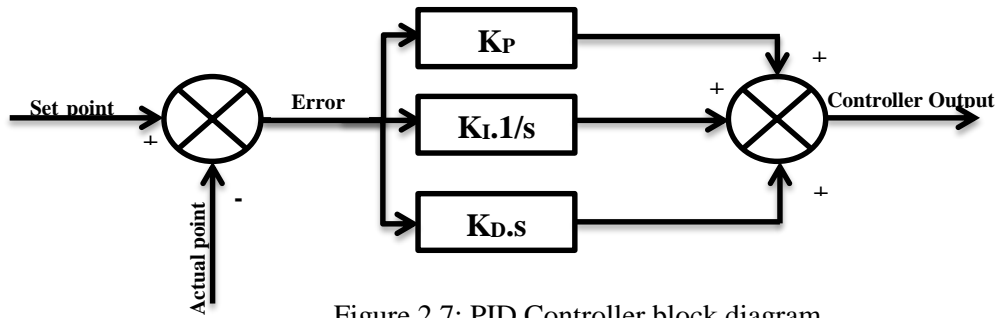 KP
+
Set point
Error
+
Controller Output
KI.1/s
+
-
+
KD.s
Actual point
Figure 2.7: PID Controller block diagram